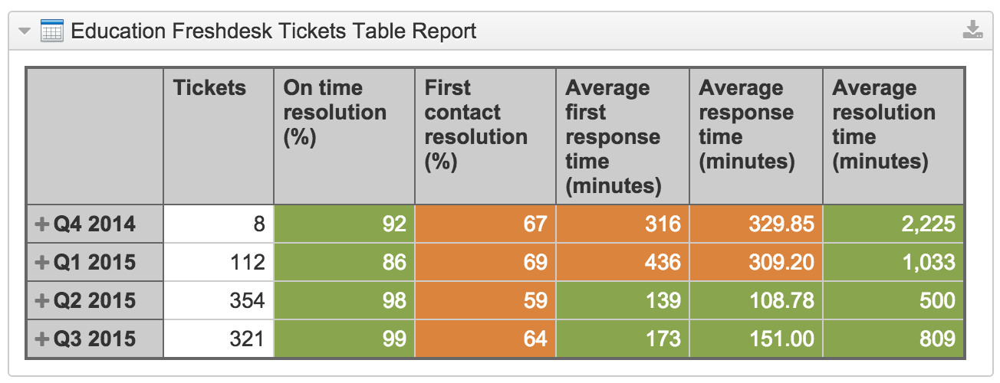 Education Freshdesk Tickets Table Report
Tickets On time resolution (%) First contact resolution (%) Average first response time (minutes) Average response time (minutes) Average resolution time (minutes)
Q4 2014 8 92 67 316 329.85 2,225
Q1 2015 112 86 69 436 309.20 1,033
Q2 2015 354 98 59 139 108.78 500
Q3 2015 321 99 64 173 151.00 809